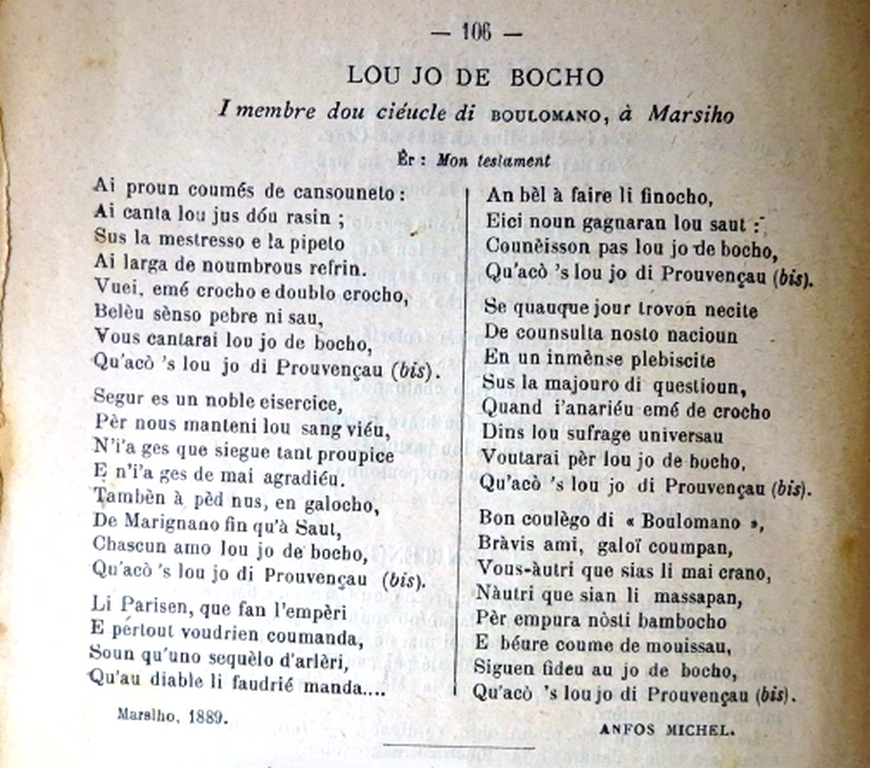 — 106 —
LOU JO DE BOCHO
I membre dou ciéucle di BOULOMANO, à Marsiho
Èr : Mon testament
Ai proun coumés de cansouneto :
Ai canta lou jus dóu rasin ;
Sus la mestresso e la pipeto
Ai larga de noumbrous refrin.
Vuei, emé crocho e doublo crocho,
Belèu sènso pebre ni sau,
Vous cantarai lou jo de bocho,
Qu'acò 's lou jo di Prouvençau (bis).
Segur es un noble eisercice,
Pèr nous manteni lou sang viéu,
N'i'a ges que siegue tant proupice
E n'i'a ges de mai agradiéu.
Tambèn à pèd nus, en galocho,
De Marignano fin qu'à Saut,
Chascun amo lou jo de bocho,
Qu'acò 's lou jo di Prouvençau (bis).
Li Parisen, que fan l'empèri
E pertout voudrien coumanda,
Soun qu'uno sequèlo d'arlèri,
Qu'au diable li faudrié manda....
An bèl à faire li finocho,
Eici noun gagnaran lou saut :
Counèisson pas lou jo de bocho,
Qu'acò 's lou jo di Prouvençau (bis).
Se quauque jour trovon necite
De counsulta nosto nacioun
En un inmènse plebiscite
Sus la majouro di questioun,
Quand i'anariéu emé de crocho
Dins lou sufrage universau
Voutarai pèr lou jo de bocho,
Qu'acò 's lou jo di Prouvençau (bis).
Bon coulègo di « Boulomano »,
Bràvis ami, galoï coumpan,
Vous-àutri que sias li mai crano,
Nàutri que sian li massapan,
Pèr empura nòsti bambocho
E béure coume de mouissau,
Siguen fideu au jo de bocho,
Qu'acò 's lou jo di Prouvençau (bis).
Marsiho, 1889.
ANFOS MICHEL.